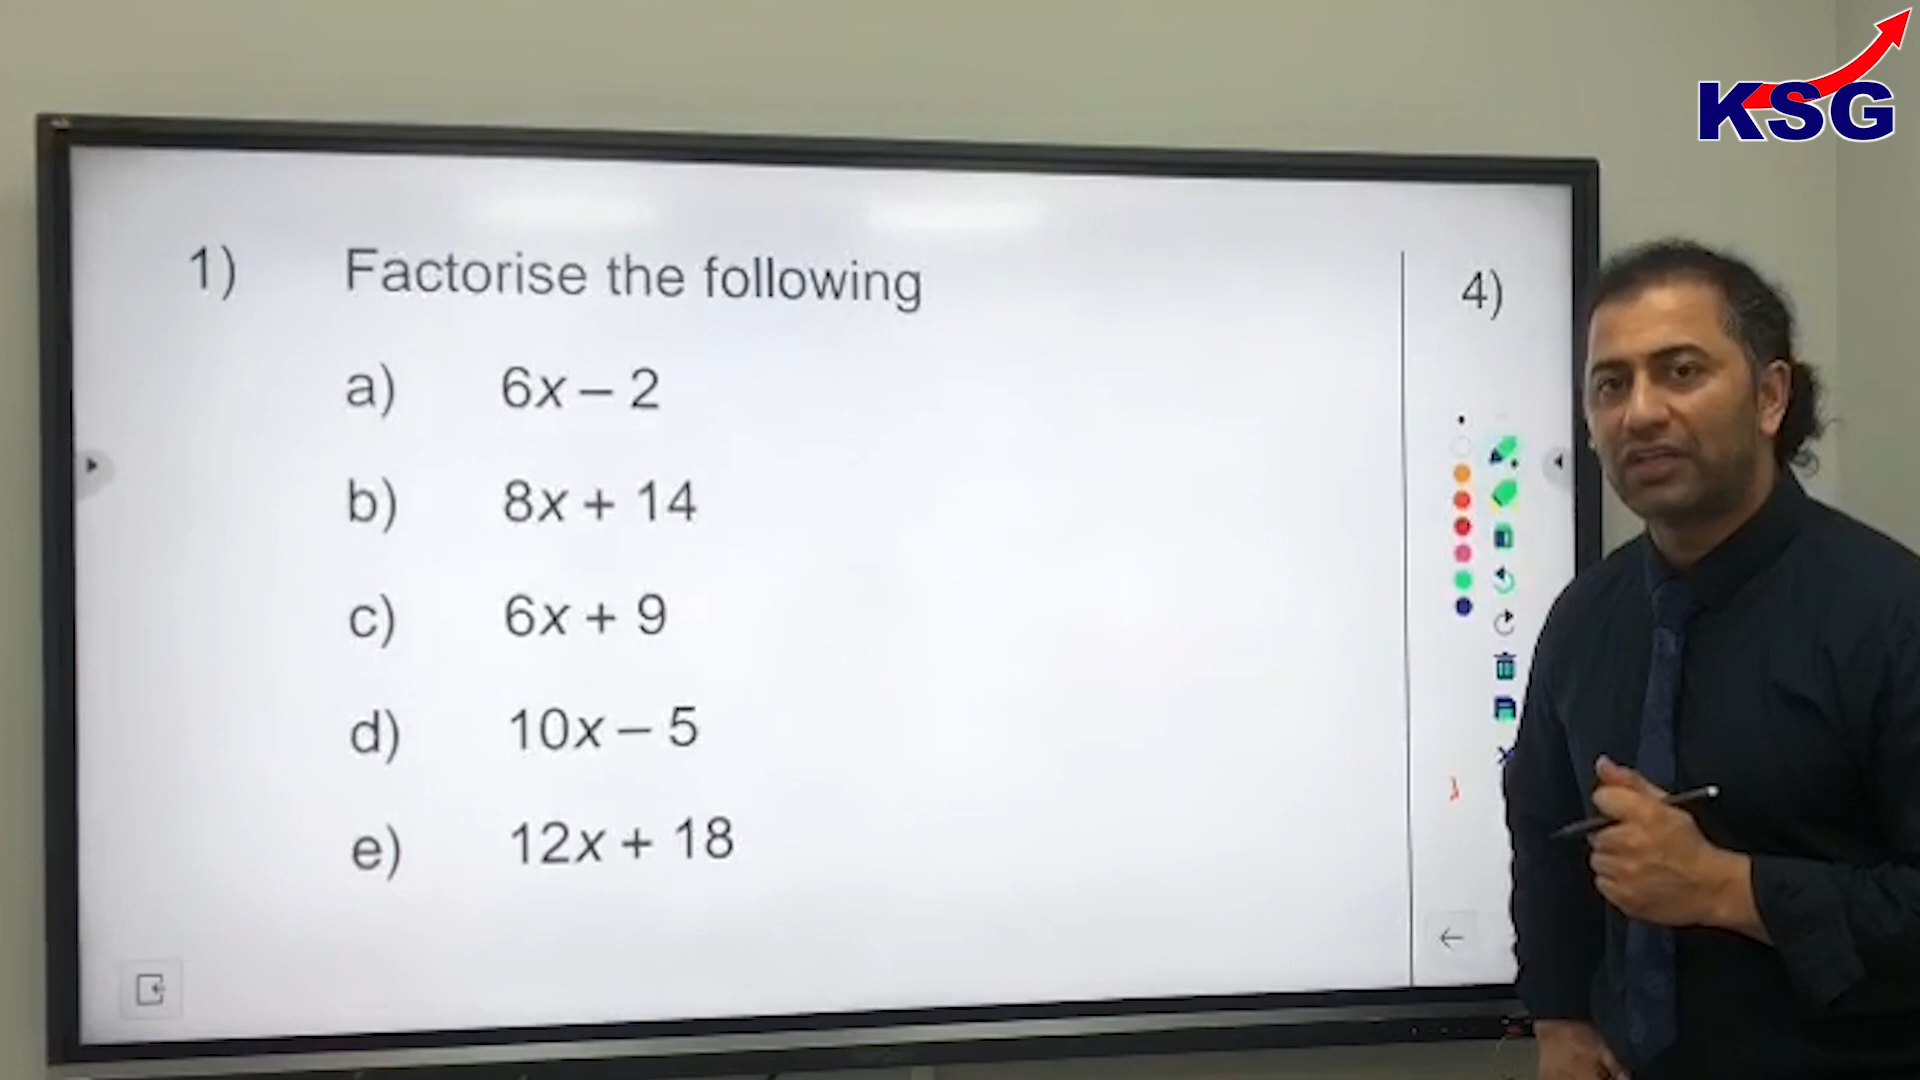 KSG
1) Factorise the following
a) 6x – 2
b) 8x + 14
c) 6x + 9
d) 10x – 5
e) 12x + 18
4)